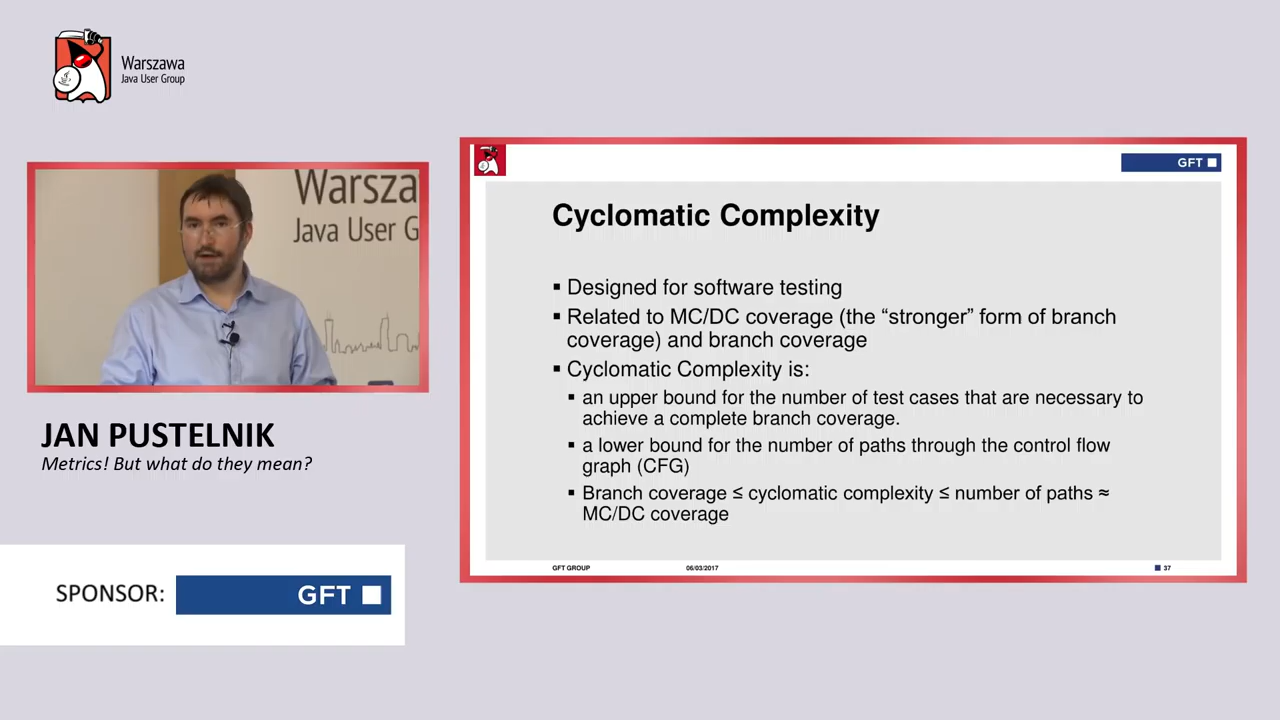 Warszawa
Java User Group
Warsza
Java User G
JAN PUSTELNIK
Metrics! But what do they mean?
SPONSOR:
GFT
GFT
Cyclomatic Complexity
▪ Designed for software testing
▪ Related to MC/DC coverage (the “stronger” form of branch
coverage) and branch coverage
▪ Cyclomatic Complexity is:
▪ an upper bound for the number of test cases that are necessary to
achieve a complete branch coverage.
▪ a lower bound for the number of paths through the control flow
graph (CFG)
▪ Branch coverage ≤ cyclomatic complexity ≤ number of paths ≈
MC/DC coverage
GFT GROUP 06/03/2017 37